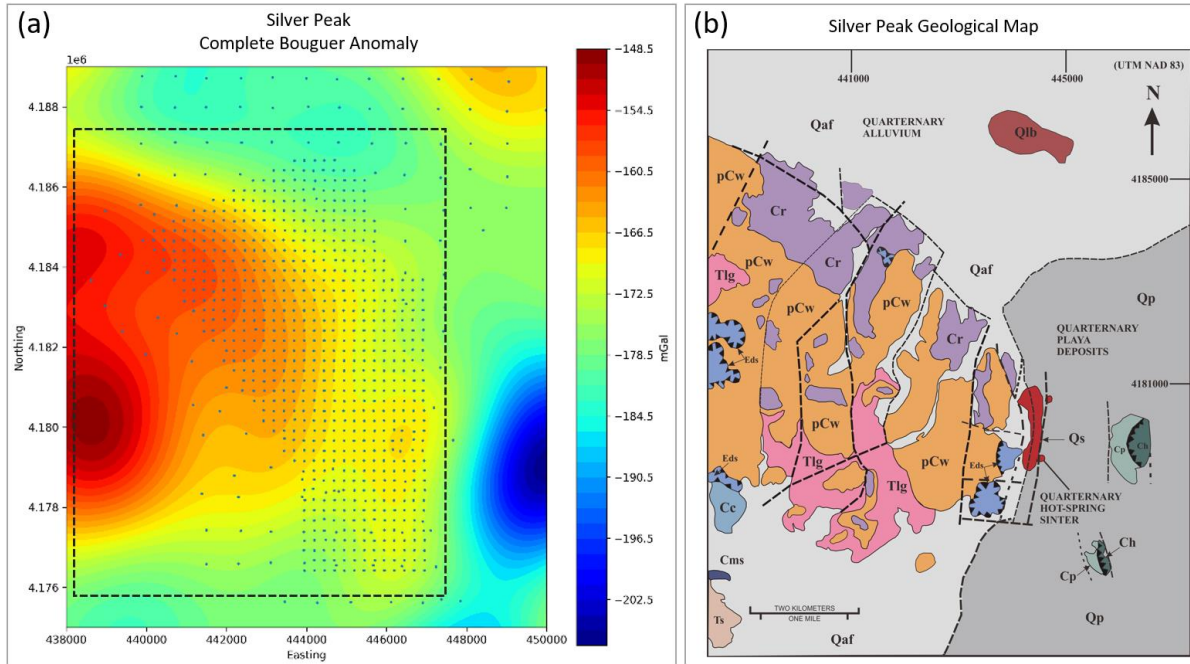 (a)
Silver Peak
Complete Bouguer Anomaly
1e6
4.188
4.186
4.184
4.182
4.180
4.178
4.176
Northing
438000 440000 442000 444000 446000 448000 450000
Easting
-148.5
-154.5
-160.5
-166.5
-172.5
-178.5
-184.5
-190.5
-196.5
-202.5
mGal
(b)
Silver Peak Geological Map
441000
445000
(UTM NAD 83)
N
Qaf
QUARTERNARY
ALLUVIUM
Qlb
4185000
pCw
Cr
pCw
Cr
Tlg
Qaf
pCw
pCw
Qp
Cr
QUARTERNARY
PLAYA
DEPOSITS
Eds
4181000
pCw
Qs
Cp
Ch
Tlg
pCw
Eds
Eds
Tlg
Cc
QUARTERNARY
HOT-SPRING
SINTER
Ch
Cms
Cp
TWO KILOMETERS
ONE MILE
Ts
Qaf
Qp